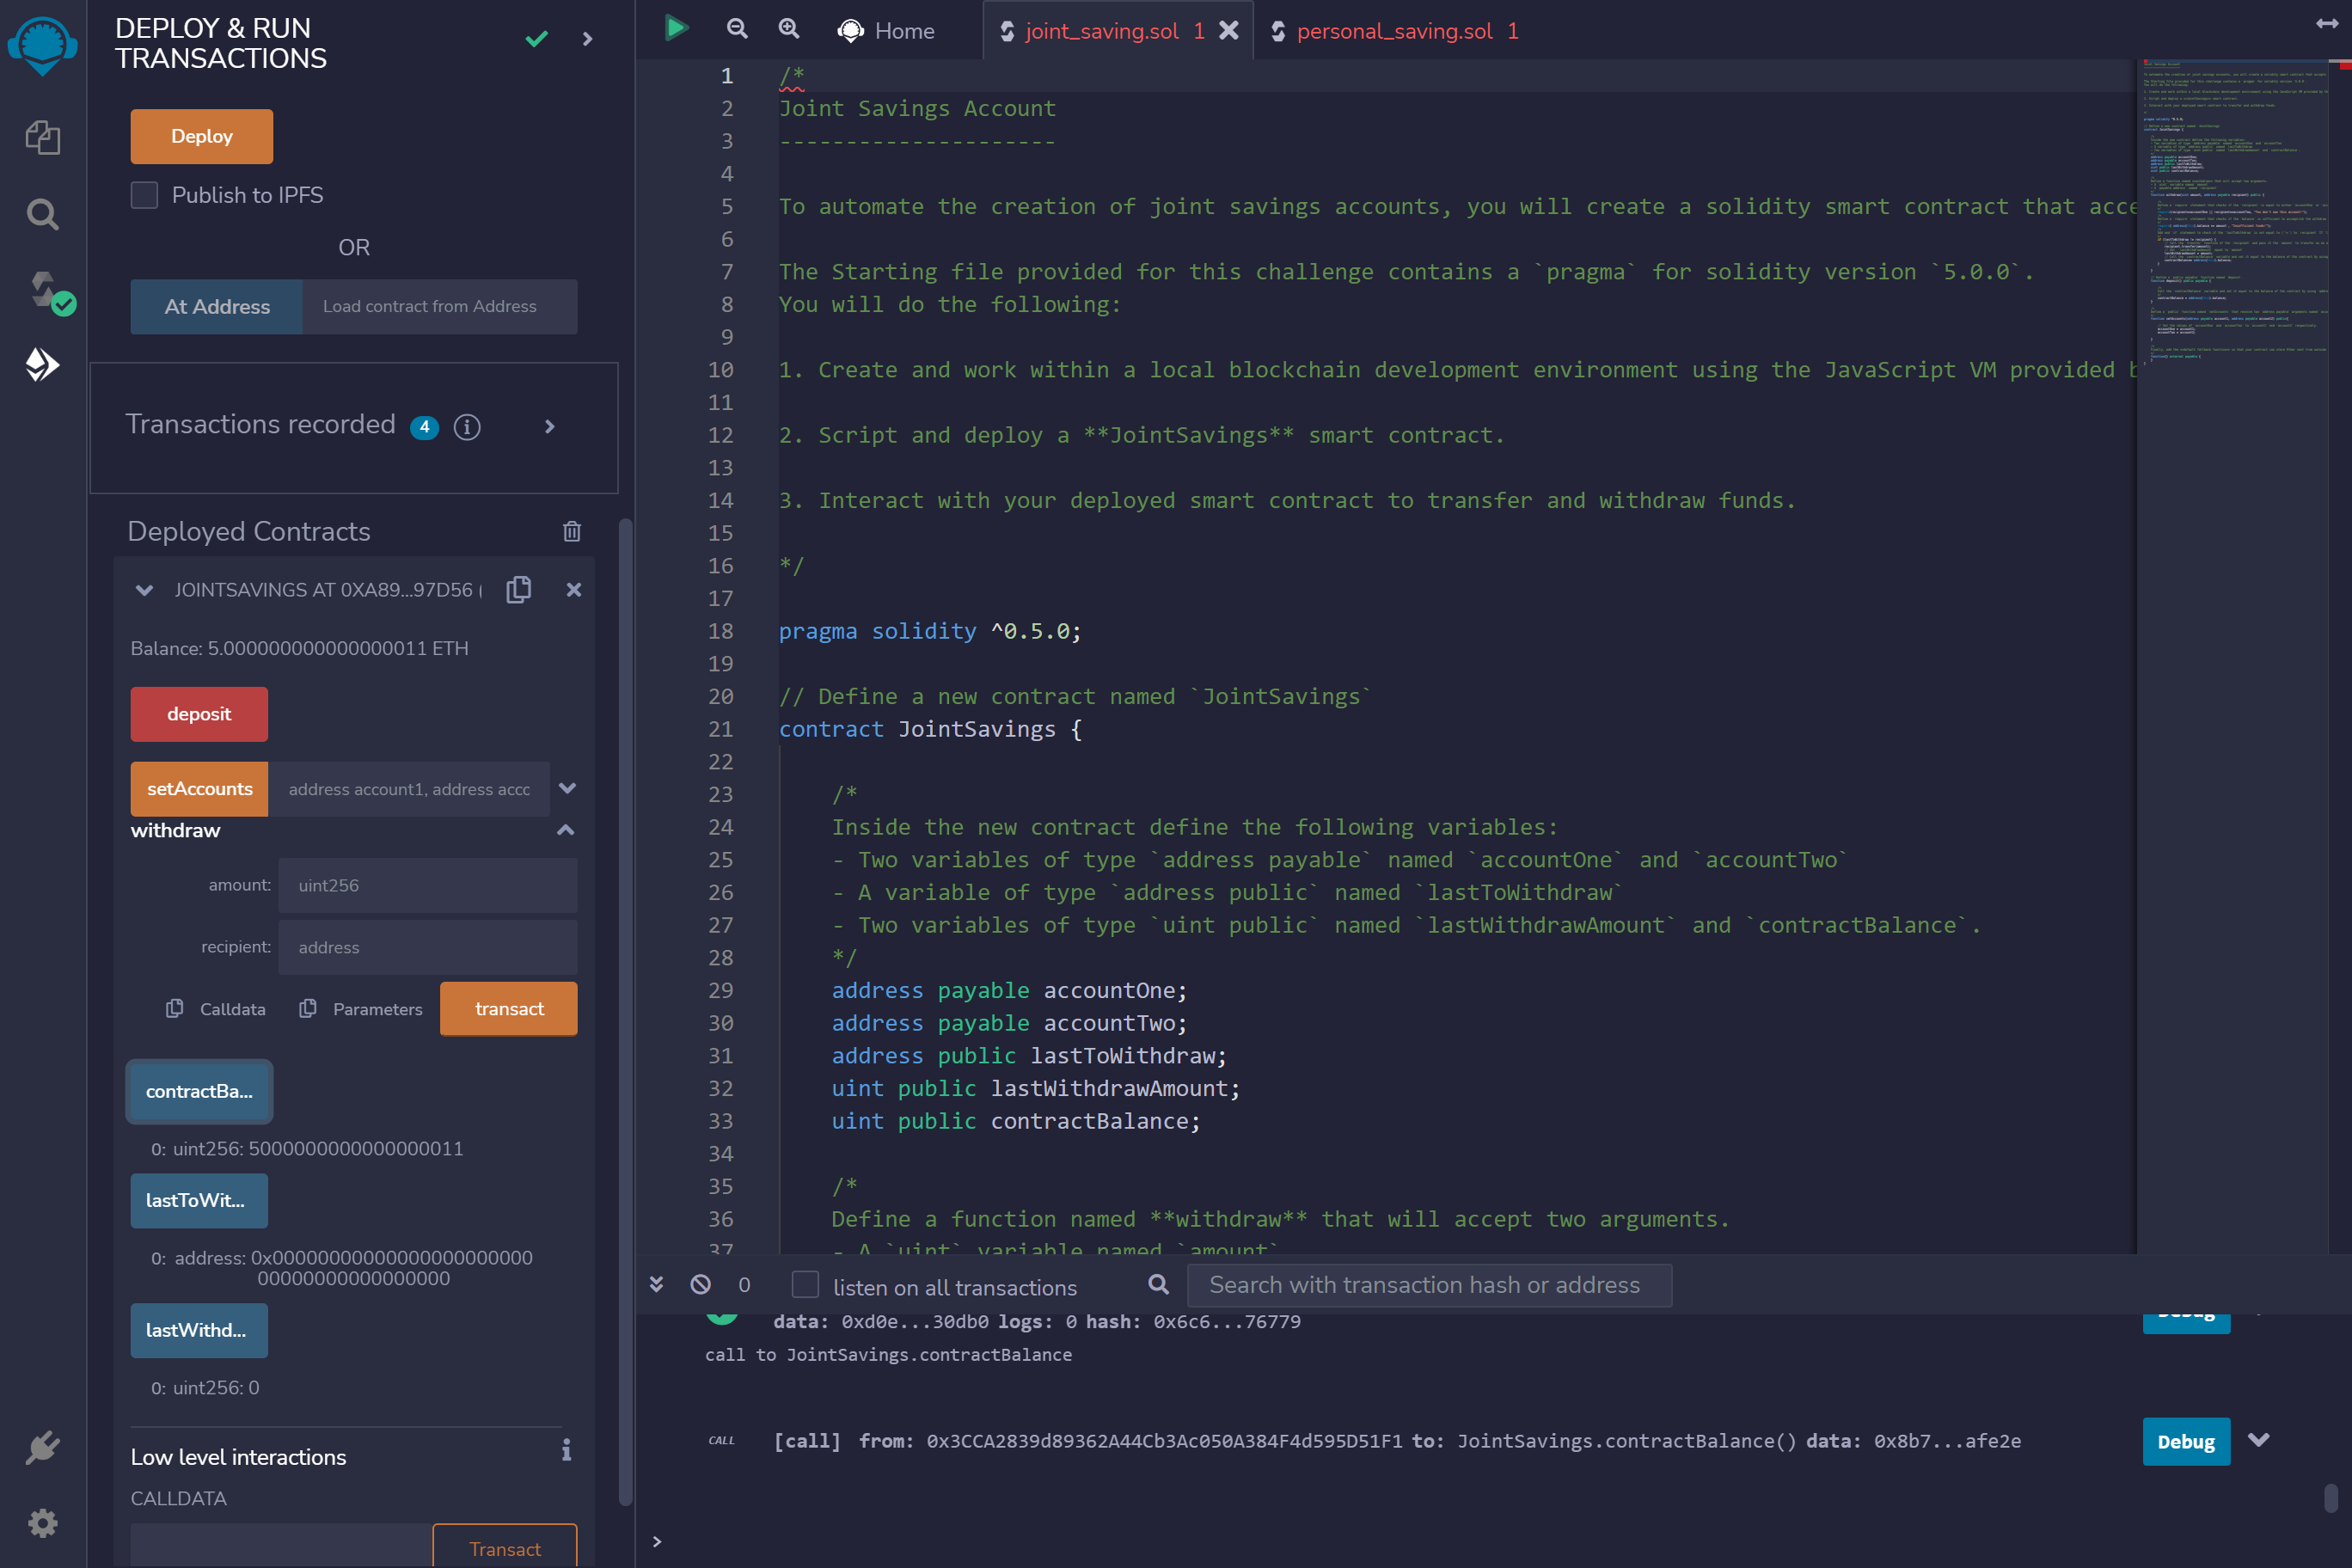 DEPLOY & RUN
TRANSACTIONS
Deploy
Publish to IPFS
OR
At Address
Load contract from Address
Transactions recorded 4
Deployed Contracts
JOINTSAVINGS AT 0XA89...97D56 (
Balance: 5.000000000000000011 ETH
deposit
setAccounts
address account1, address acco
withdraw
amount: uint256
recipient: address
Calldata
Parameters
transact
contractBa...
0: uint256: 5000000000000000011
lastToWit...
0: address: 0x00000000000000000000000
00000000000000000
lastWithd...
0: uint256: 0
Low level interactions
CALLDATA
Transact
Home
joint_saving.sol 1
personal_saving.sol 1
1 /*
2 Joint Savings Account
3 ---------------------
4
5 To automate the creation of joint savings accounts, you will create a solidity smart contract that acce
6
7 The Starting file provided for this challenge contains a `pragma` for solidity version `5.0.0`.
8 You will do the following:
9
10 1. Create and work within a local blockchain development environment using the JavaScript VM provided b
11
12 2. Script and deploy a **JointSavings** smart contract.
13
14 3. Interact with your deployed smart contract to transfer and withdraw funds.
15
16 */
17
18 pragma solidity ^0.5.0;
19
20 // Define a new contract named `JointSavings`
21 contract JointSavings {
22
23 /*
24 Inside the new contract define the following variables:
25 - Two variables of type `address payable` named `accountOne` and `accountTwo`
26 - A variable of type `address public` named `lastToWithdraw`
27 - Two variables of type `uint public` named `lastWithdrawAmount` and `contractBalance`.
28 */
29 address payable accountOne;
30 address payable accountTwo;
31 address public lastToWithdraw;
32 uint public lastWithdrawAmount;
33 uint public contractBalance;
34
35 /*
36 Define a function named **withdraw** that will accept two arguments.
37 - A `uint` variable named `amount`
0
listen on all transactions
Search with transaction hash or address
data: 0xd0e...30db0 logs: 0 hash: 0x6c6...76779
Debug
call to JointSavings.contractBalance
CALL [call] from: 0x3CCA2839d89362A44Cb3Ac050A384F4d595D51F1 to: JointSavings.contractBalance() data: 0x8b7...afe2e
Debug
>